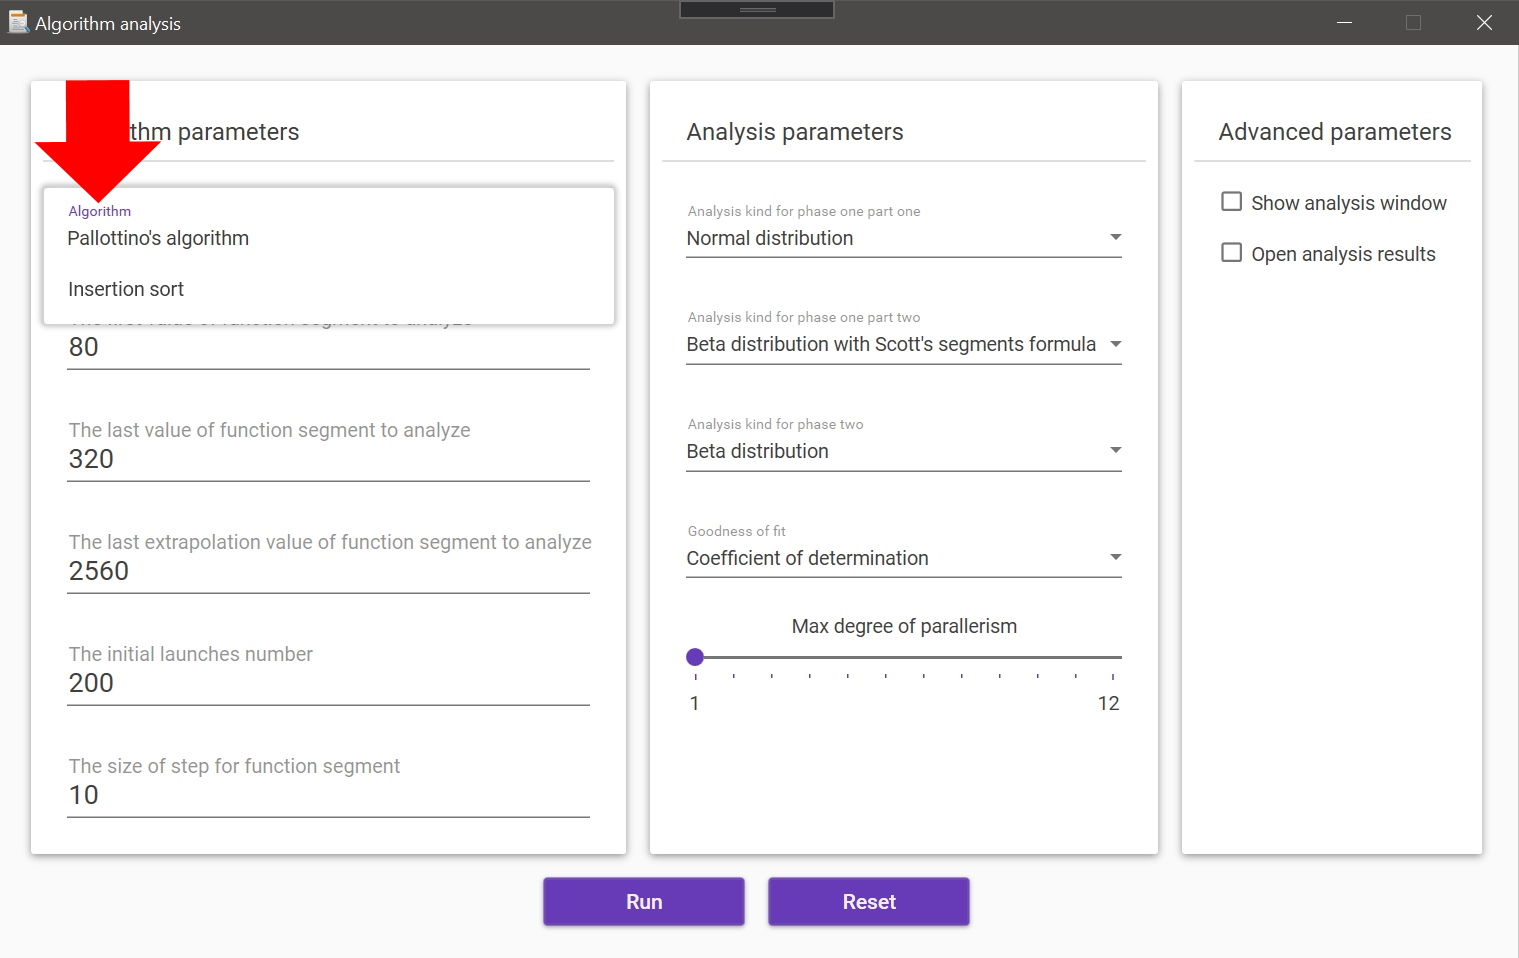 Algorithm analysis
thm parameters
Algorithm
Pallottino's algorithm
Insertion sort
80
The last value of function segment to analyze
320
The last extrapolation value of function segment to analyze
2560
The initial launches number
200
The size of step for function segment
10
Analysis parameters
Analysis kind for phase one part one
Normal distribution
Analysis kind for phase one part two
Beta distribution with Scott's segments formula
Analysis kind for phase two
Beta distribution
Goodness of fit
Coefficient of determination
Max degree of parallerism
1 12
Advanced parameters
Show analysis window
Open analysis results
Run Reset